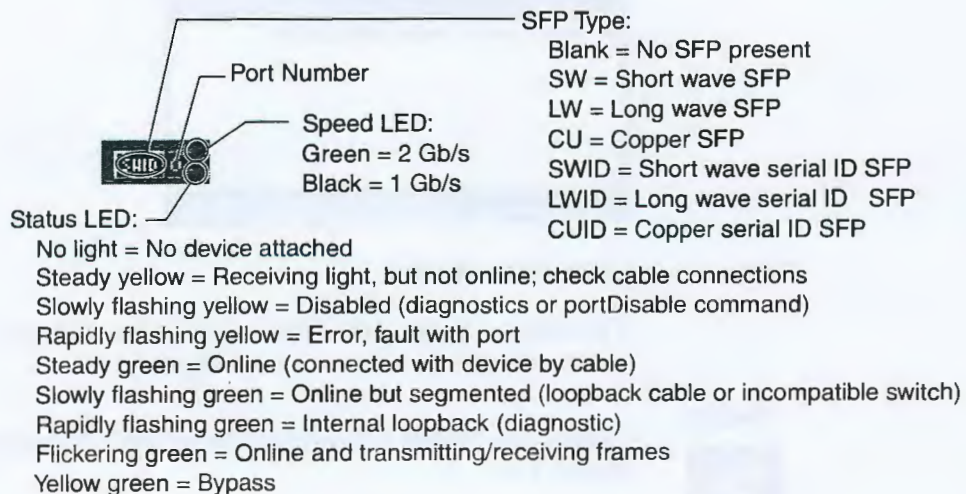 SFP Type:
Blank = No SFP present
SW = Short wave SFP
LW = Long wave SFP
CU = Copper SFP
SWID = Short wave serial ID SFP
LWID = Long wave serial ID SFP
CUID = Copper serial ID SFP
Port Number
Speed LED:
Green = 2 Gb/s
Black = 1 Gb/s
Status LED:
No light = No device attached
Steady yellow = Receiving light, but not online; check cable connections
Slowly flashing yellow = Disabled (diagnostics or portDisable command)
Rapidly flashing yellow = Error, fault with port
Steady green = Online (connected with device by cable)
Slowly flashing green = Online but segmented (loopback cable or incompatible switch)
Rapidly flashing green = Internal loopback (diagnostic)
Flickering green = Online and transmitting/receiving frames
Yellow green = Bypass